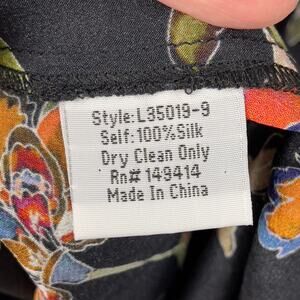 Style:L35019-9
Self:100%Silk
Dry Clean Only
Rn# 149414
Made In China